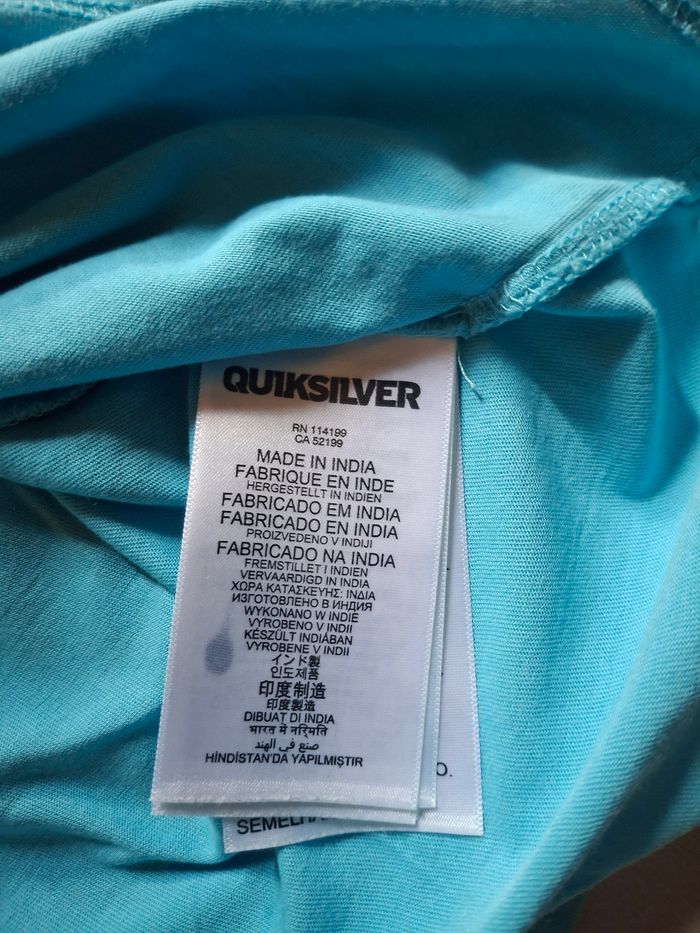 QUIKSILVER
RN 114199
CA 52199
MADE IN INDIA
FABRIQUE EN INDE
HERGESTELLT IN INDIEN
FABRICADO EM INDIA
FABRICADO EN INDIA
PROIZVEDENO V INDIJI
FABRICADO NA INDIA
FREMSTILLET I INDIEN
VERVAARDIGD IN INDIA
ΧΩΡΑ ΚΑΤΑΣΚΕΥΗΣ: ΙΝΔΙΑ
ИЗГОТОВЛЕНО В ИНДИЯ
WYKONANO W INDIE
VYROBENO V INDII
KÉSZÜLT INDIÁBAN
VYROBENE V INDII
インド製
인도제품
印度制造
印度製造
DIBUAT DI INDIA
भारत में नरि्मति
صنع في الهند
HİNDİSTAN'DA YAPILMIŞTIR
O.